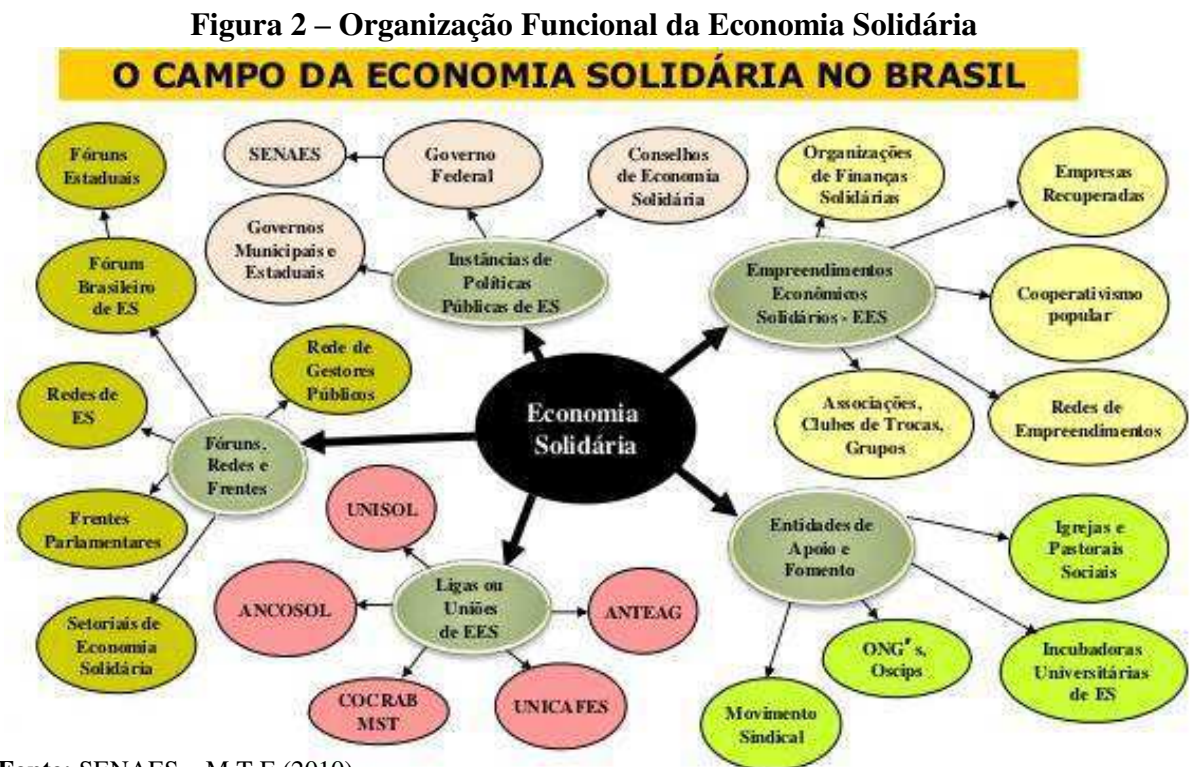 Figura 2 – Organização Funcional da Economia Solidária
O CAMPO DA ECONOMIA SOLIDÁRIA NO BRASIL
Fóruns
Estaduais
SENAES
Governo
Federal
Conselhos
de Economia
Solidária
Organizações
de Finanças
Solidárias
Empresas
Recuperadas
Governos
Municipais e
Estaduais
Fórum
Brasileiro
de ES
Instâncias de
Políticas
Públicas de ES
Empreendimentos
Econômicos
Solidários - EES
Cooperativismo
popular
Rede de
Gestores
Públicos
Redes de
ES
Economia
Solidária
Associações,
Clubes de Trocas,
Grupos
Redes de
Empreendimentos
Fóruns,
Redes e
Frentes
Frentes
Parlamentares
UNISOL
Entidades de
Apoio e
Fomento
Igrejas e
Pastorais
Sociais
Ligas ou
Uniões
de EES
ANCOSOL
ANTEAG
Setoriais de
Economia
Solidária
ONG's,
Oscips
Incubadoras
Universitárias
de ES
COCRAB
MST
UNICAFES
Movimento
Sindical
Fonte: SENAES – M.T.E (2010)